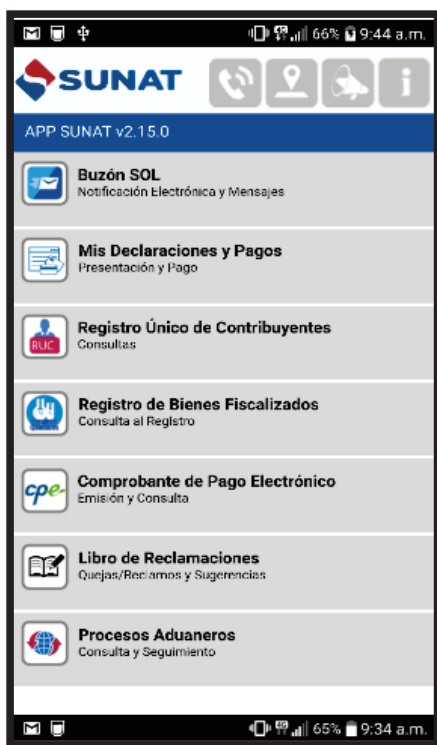 66% 9:44 a.m.
SUNAT
APP SUNAT v2.15.0
Buzón SOL
Notificación Electrónica y Mensajes
Mis Declaraciones y Pagos
Presentación y Pago
RUC
Registro Único de Contribuyentes
Consultas
Registro de Bienes Fiscalizados
Consulta al Registro
cpe
Comprobante de Pago Electrónico
Emisión y Consulta
Libro de Reclamaciones
Quejas/Reclamos y Sugerencias
Procesos Aduaneros
Consulta y Seguimiento
65% 9:34 a.m.